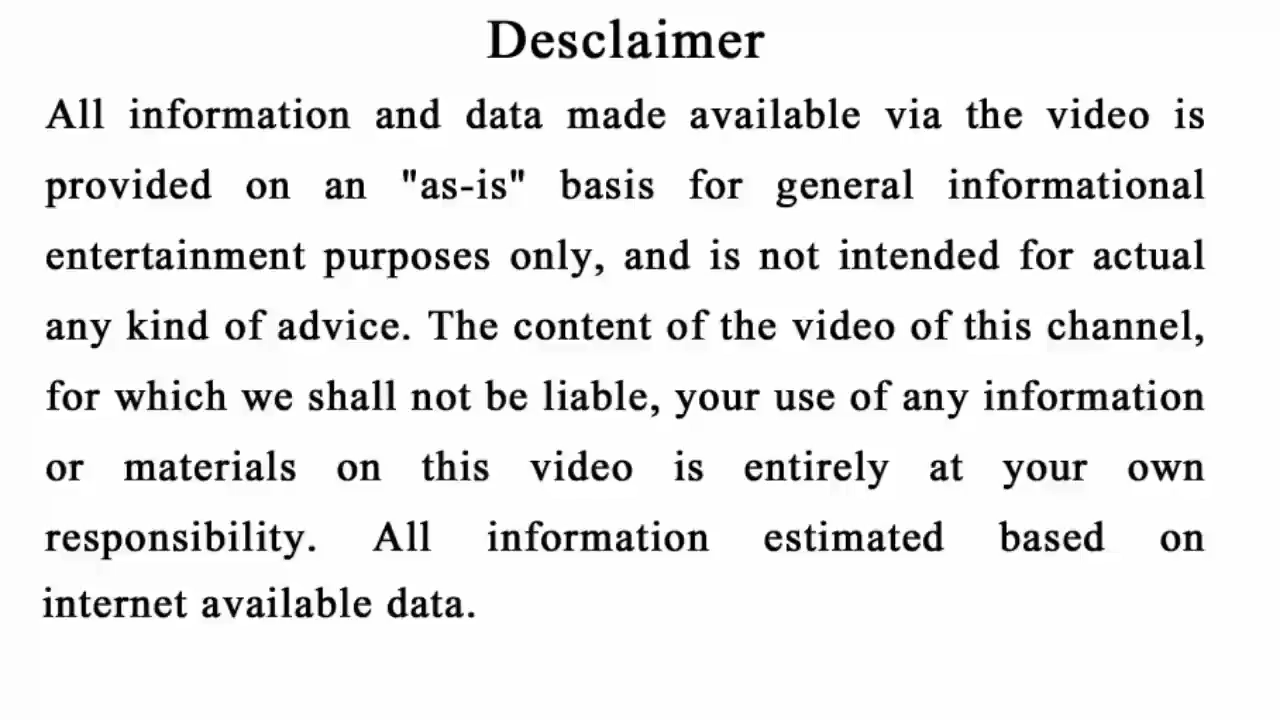 Desclaimer
All information and data made available via the video is
provided on an "as-is" basis for general informational
entertainment purposes only, and is not intended for actual
any kind of advice. The content of the video of this channel,
for which we shall not be liable, your use of any information
or materials on this video is entirely at your own
responsibility. All information estimated based on
internet available data.